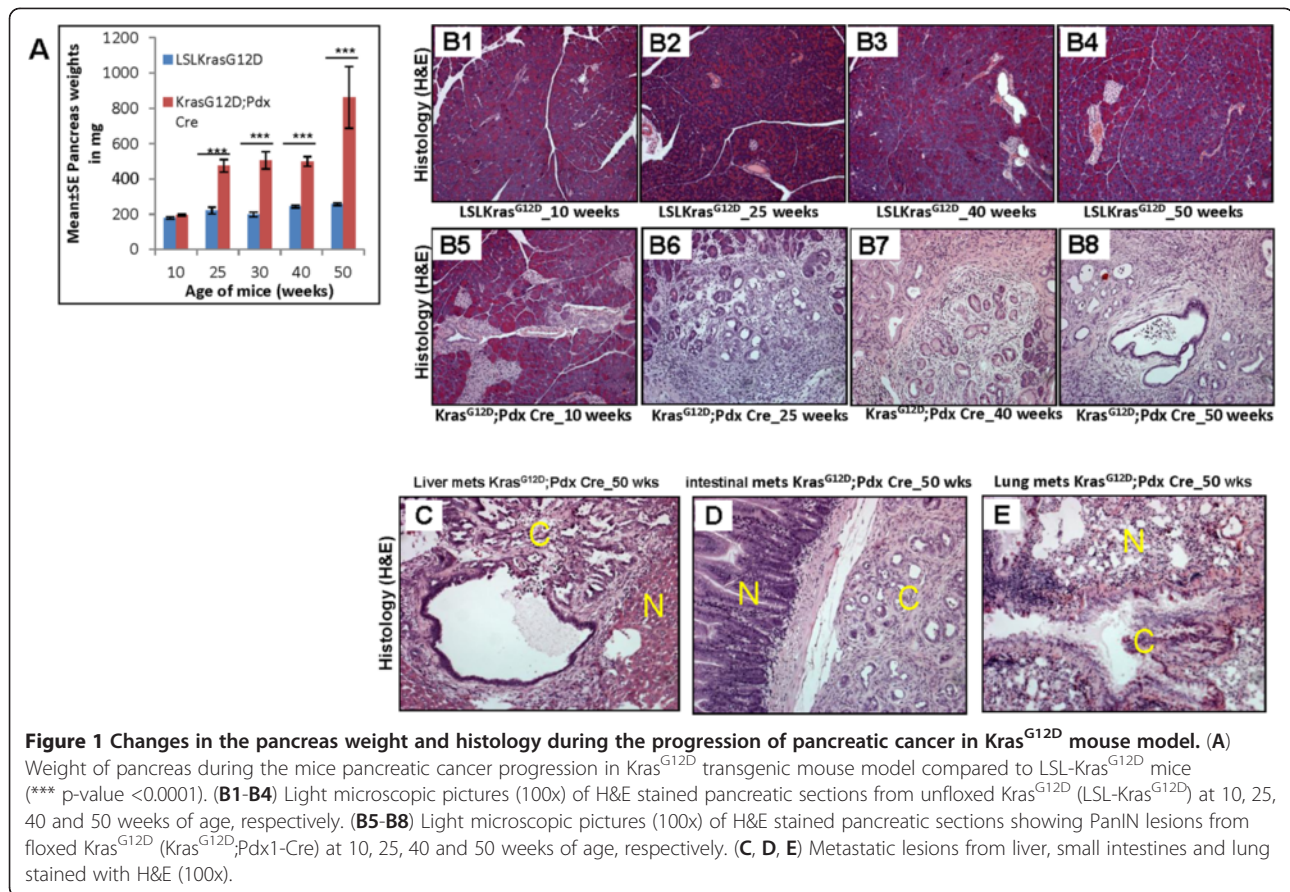 A
1200
1000
800
600
400
200
0
Mean±SE Pancreas weights
in mg
LSLKrasG12D
KrasG12D;Pdx
Cre
***
***
***
***
10 25 30 40 50
Age of mice (weeks)
Histology (H&E)
B1 B2 B3 B4
LSLKrasG12D_10 weeks LSLKrasG12D_25 weeks LSLKrasG12D_40 weeks LSLKrasG12D_50 weeks
Histology (H&E)
B5 B6 B7 B8
KrasG12D;Pdx Cre_10 weeks KrasG12D;Pdx Cre_25 weeks KrasG12D;Pdx Cre_40 weeks KrasG12D;Pdx Cre_50 weeks
Liver mets KrasG12D;Pdx Cre_50 wks intestinal mets KrasG12D;Pdx Cre_50 wks Lung mets KrasG12D;Pdx Cre_50 wks
Histology (H&E)
C D E
C N N C N C
Figure 1 Changes in the pancreas weight and histology during the progression of pancreatic cancer in KrasG12D mouse model. (A)
Weight of pancreas during the mice pancreatic cancer progression in KrasG12D transgenic mouse model compared to LSL-KrasG12D mice
(*** p-value <0.0001). (B1-B4) Light microscopic pictures (100x) of H&E stained pancreatic sections from unfloxed KrasG12D (LSL-KrasG12D) at 10, 25,
40 and 50 weeks of age, respectively. (B5-B8) Light microscopic pictures (100x) of H&E stained pancreatic sections showing PanIN lesions from
floxed KrasG12D (KrasG12D;Pdx1-Cre) at 10, 25, 40 and 50 weeks of age, respectively. (C, D, E) Metastatic lesions from liver, small intestines and lung
stained with H&E (100x).